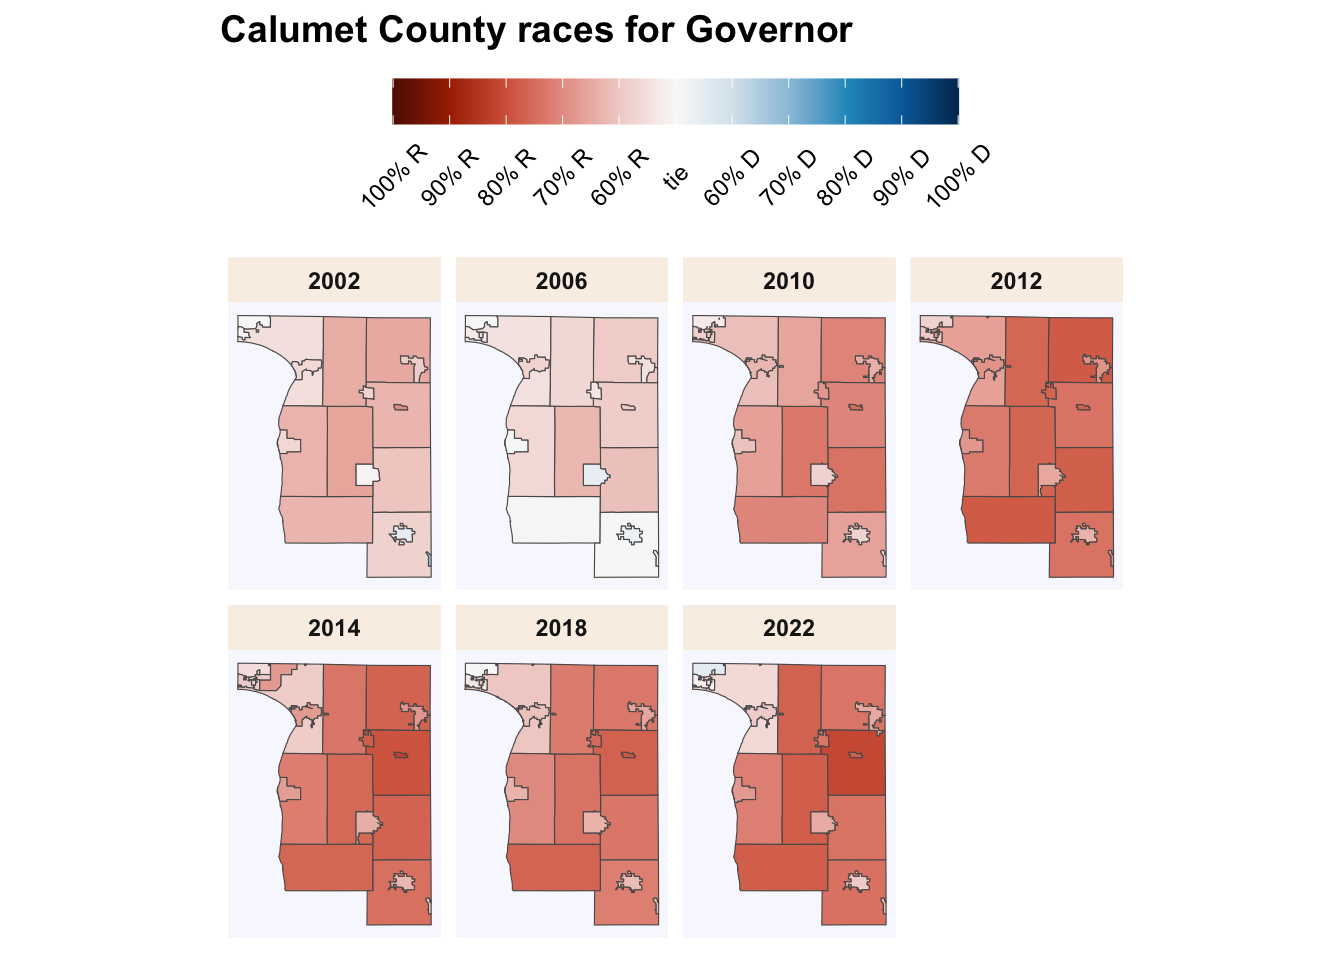 Calumet County races for Governor
100% R 90% R 80% R 70% R 60% R tie 60% D 70% D 80% D 90% D 100% D
2002 2006 2010 2012
2014 2018 2022